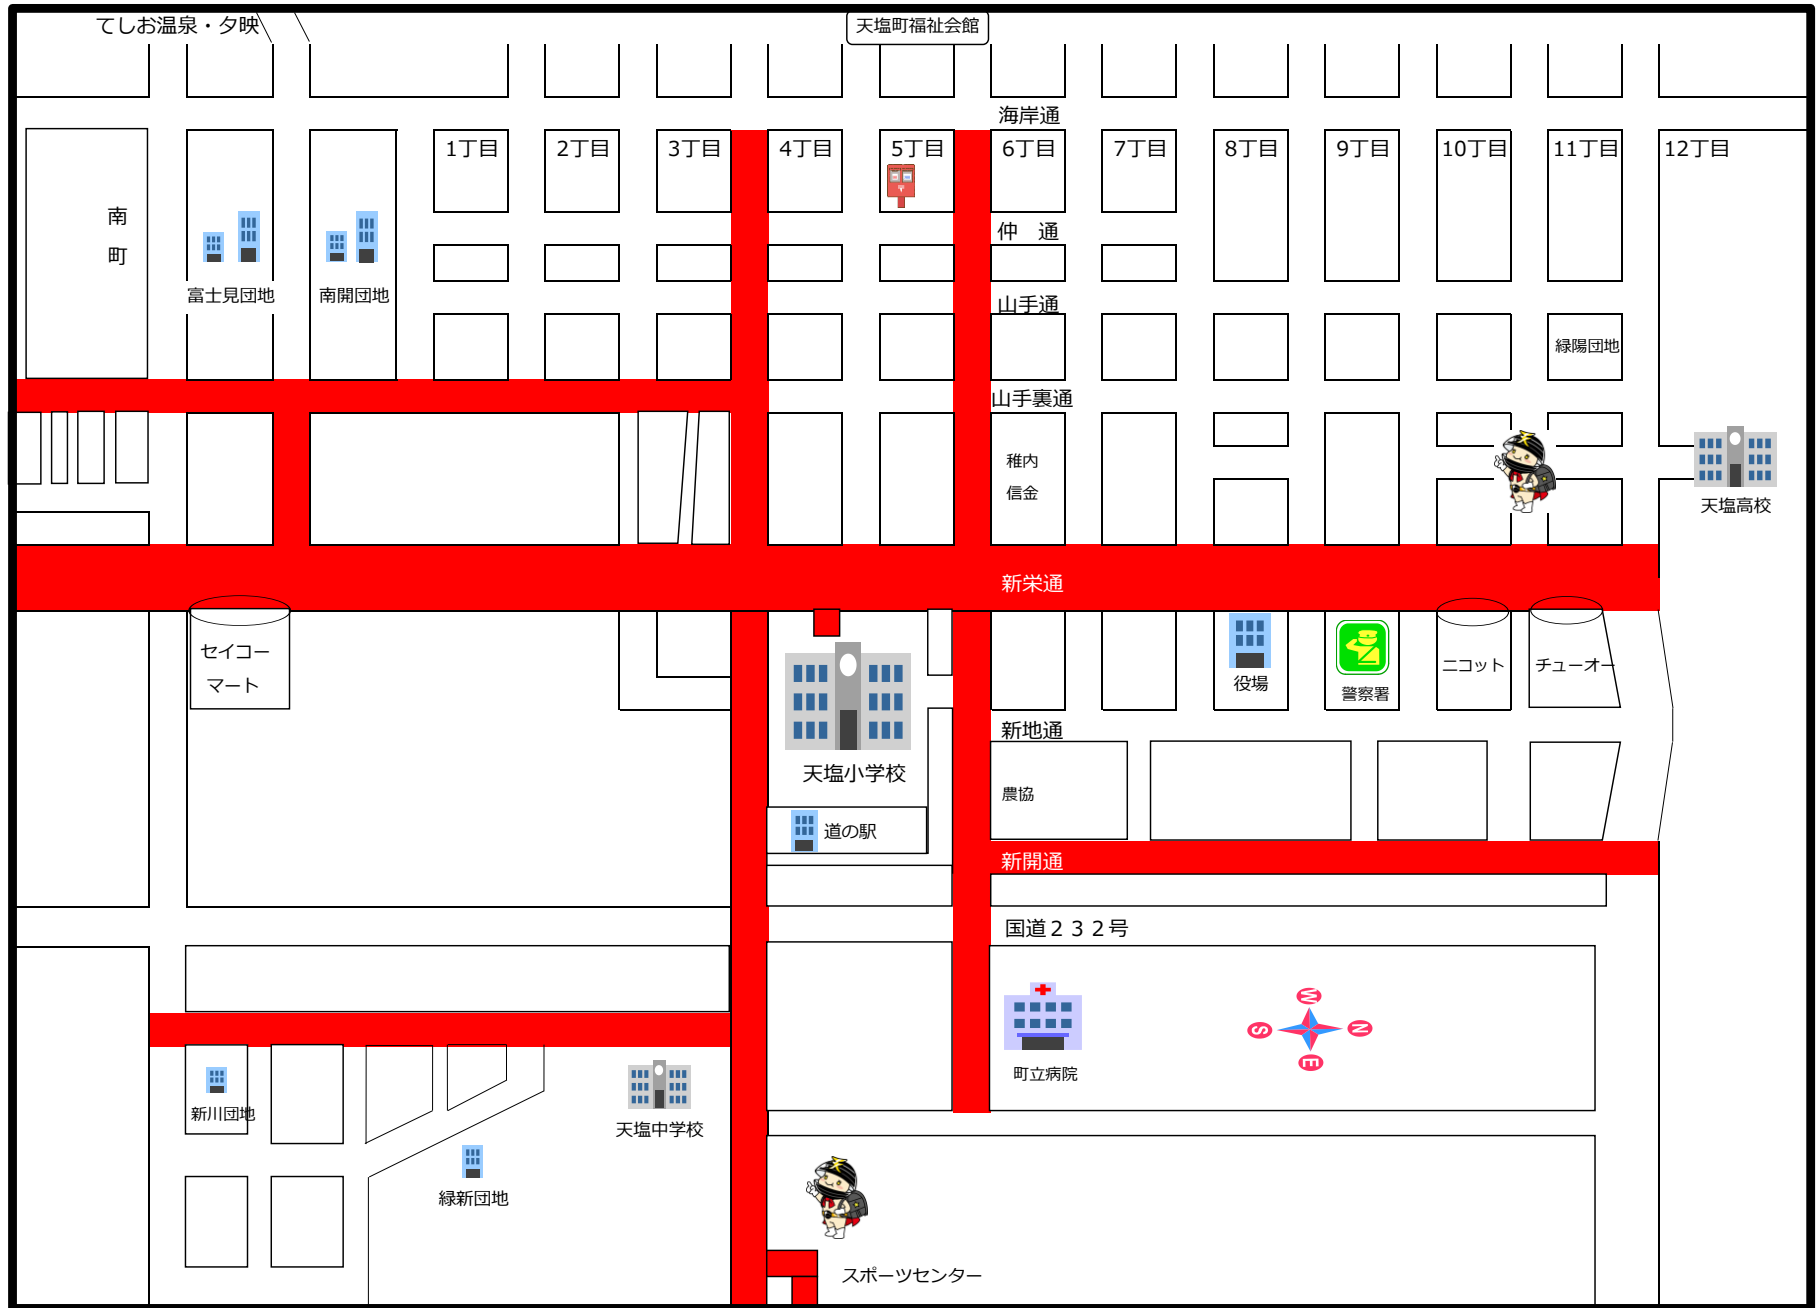 てしお温泉・夕映
天塩町福祉会館
海岸通
1丁目
2丁目
3丁目
4丁目
5丁目
6丁目
7丁目
8丁目
9丁目
10丁目
11丁目
12丁目
南
町
仲　通
富士見団地
南開団地
山手通
緑陽団地
山手裏通
稚内
信金
天塩高校
新栄通
セイコー
マート
役場
警察署
ニコット
チューオー
新地通
天塩小学校
農協
道の駅
新開通
国道２３２号
W
S
N
E
町立病院
新川団地
天塩中学校
緑新団地
スポーツセンター